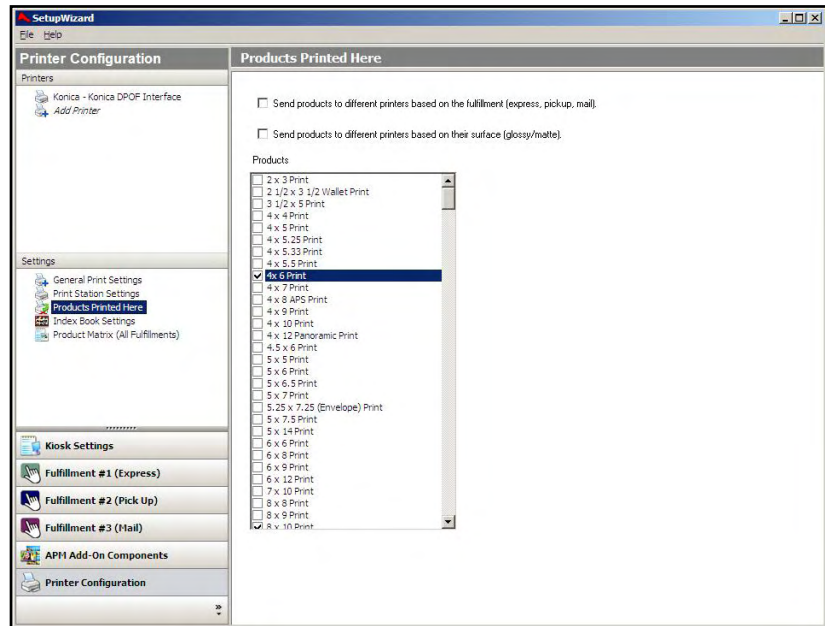 SetupWizard
File Help
Printer Configuration
Printers
Konica - Konica DPOF Interface
Add Printer
Settings
General Print Settings
Print Station Settings
Products Printed Here
Index Book Settings
Product Matrix (All Fulfillments)
Kiosk Settings
Fulfillment #1 (Express)
Fulfillment #2 (Pick Up)
Fulfillment #3 (Mail)
APM Add-On Components
Printer Configuration
Products Printed Here
Send products to different printers based on the fulfillment (express, pickup, mail).
Send products to different printers based on their surface (glossy/matte).
Products
2 x 3 Print
2 1/2 x 3 1/2 Wallet Print
3 1/2 x 5 Print
4 x 4 Print
4 x 5 Print
4 x 5.25 Print
4 x 5.33 Print
4 x 5.5 Print
4x 6 Print
4 x 7 Print
4 x 8 APS Print
4 x 9 Print
4 x 10 Print
4 x 12 Panoramic Print
4.5 x 6 Print
5 x 5 Print
5 x 6 Print
5 x 6.5 Print
5 x 7 Print
5.25 x 7.25 (Envelope) Print
5 x 7.5 Print
5 x 14 Print
6 x 6 Print
6 x 8 Print
6 x 9 Print
6 x 12 Print
7 x 10 Print
8 x 8 Print
8 x 9 Print
8 x 10 Print